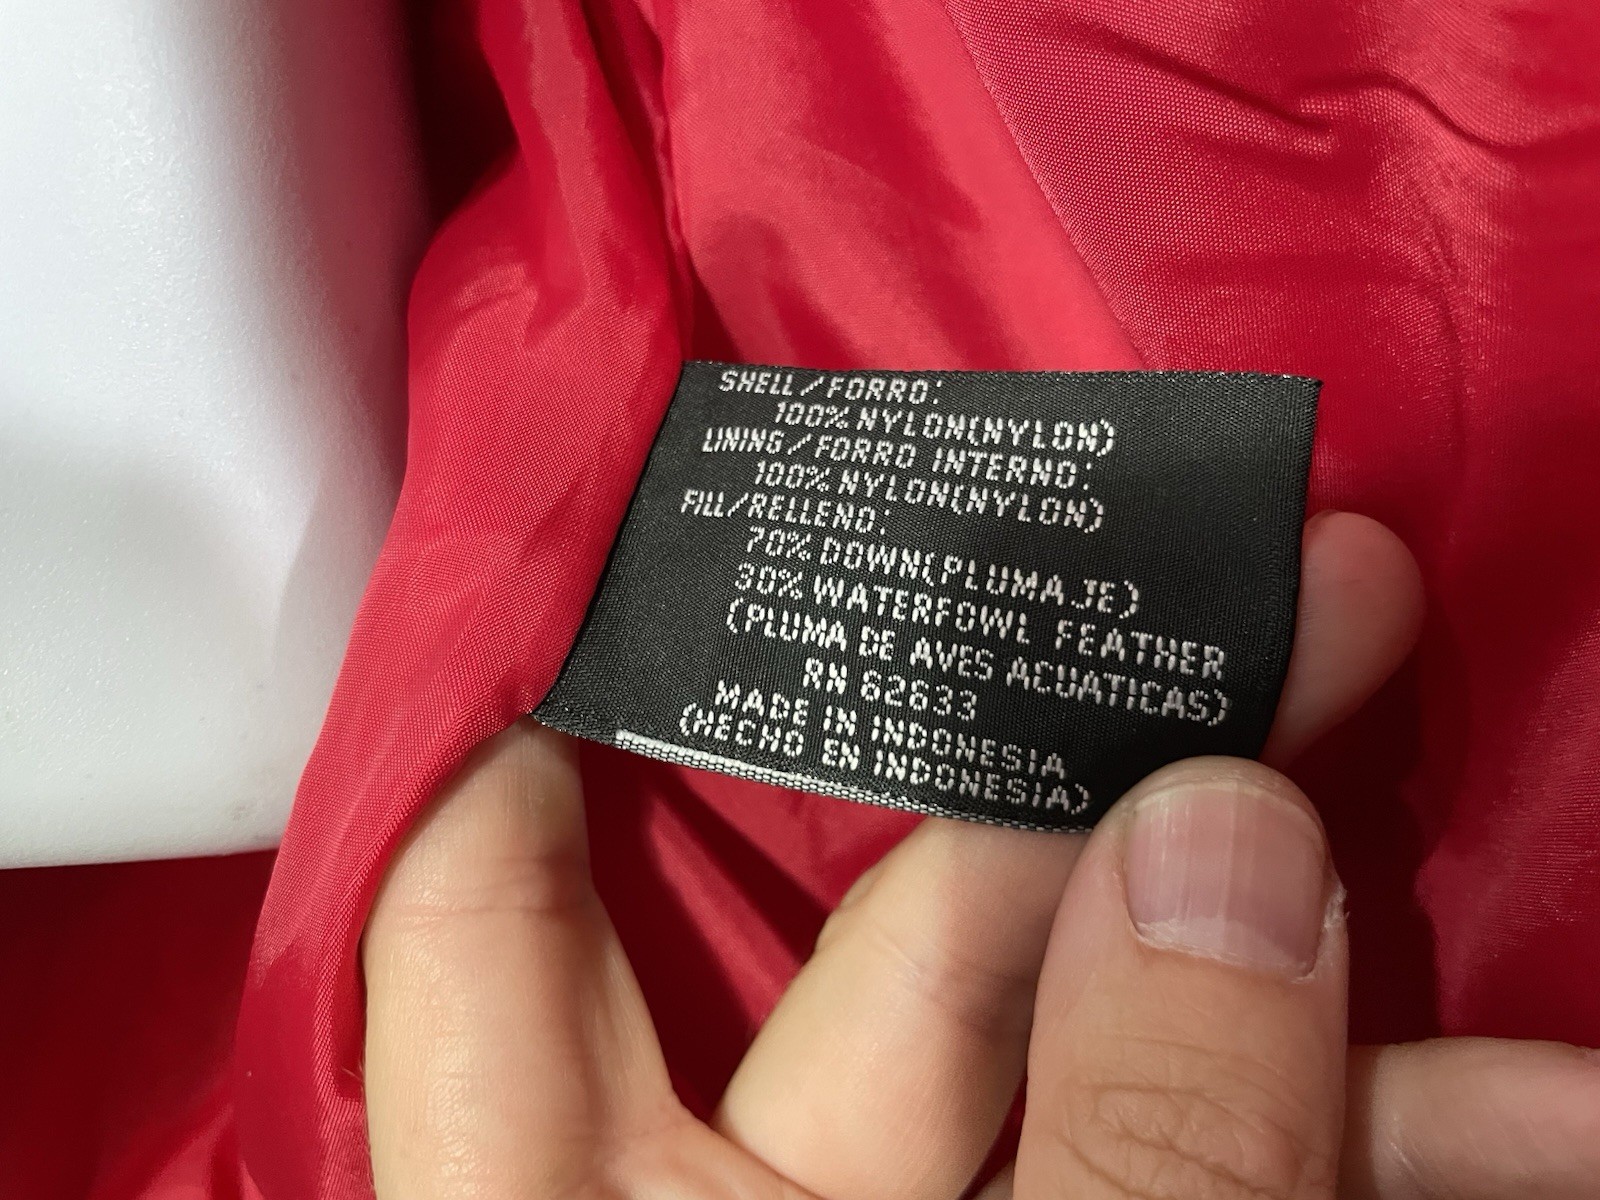 SHELL/FORRO:
100% NYLON(NYLON)
LINING/FORRO INTERNO:
100% NYLON(NYLON)
FILL/RELLENO:
70% DOWN(PLUMAJE)
30% WATERFOWL FEATHER
(PLUMA DE AVES ACUATICAS)
RN 62633
MADE IN INDONESIA
(HECHO EN INDONESIA)